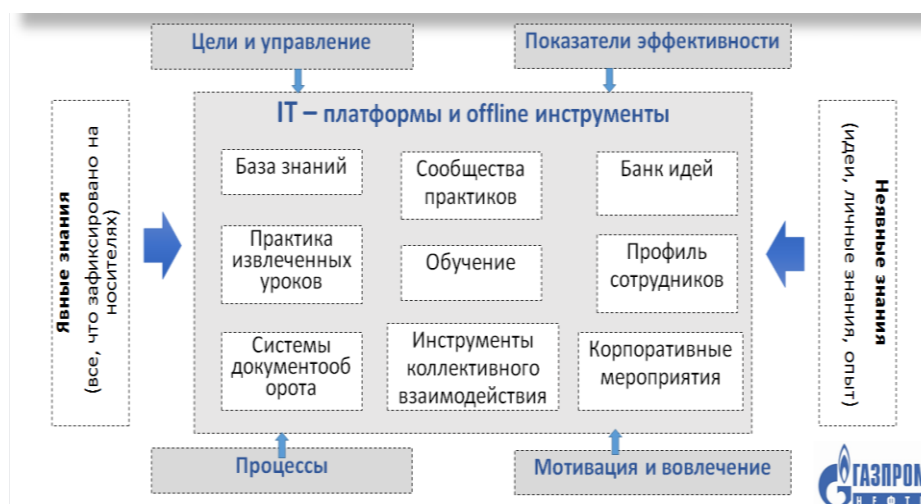 Цели и управление
Показатели эффективности
IT – платформы и offline инструменты
Явные знания
(все, что зафиксировано на
носителях)
База знаний
Сообщества
практиков
Банк идей
Практика
извлеченных
уроков
Обучение
Профиль
сотрудников
Системы
документооб
орота
Инструменты
коллективного
взаимодействия
Корпоративные
мероприятия
Неявные знания
(идеи, личные знания, опыт)
Процессы
Мотивация и вовлечение
ГАЗПРОМ
НЕФТ